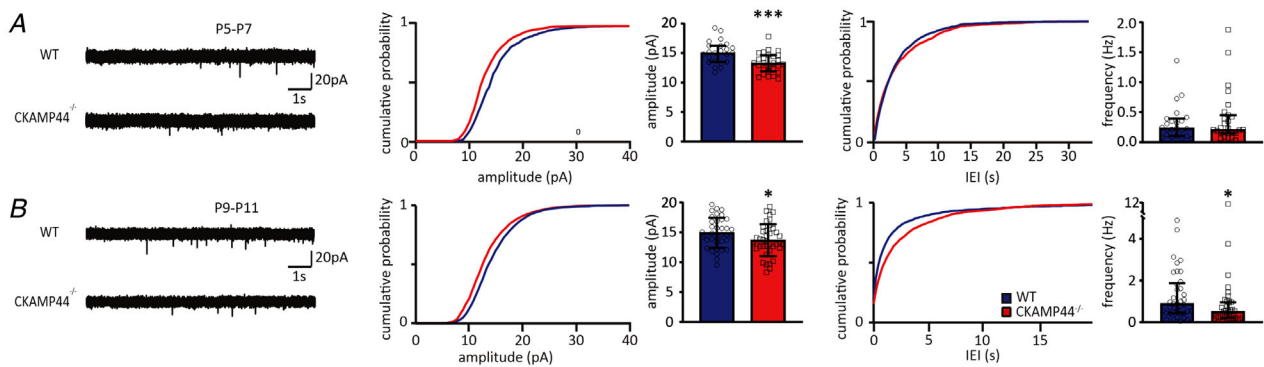 A
P5-P7
WT
CKAMP44-/-
20pA
1s
cumulative probability
1
0
0 10 20 30 40
0
amplitude (pA)
***
amplitude (pA)
20
15
10
5
0
cumulative probability
1
0
0 5 10 15 20 25 30
IEI (s)
frequency (Hz)
2.0
1.5
1.0
0.5
0.0
B
P9-P11
WT
CKAMP44-/-
20pA
1s
cumulative probability
1
0
0 10 20 30 40
amplitude (pA)
*
amplitude (pA)
20
15
10
5
0
cumulative probability
1
0
0 5 10 15
IEI (s)
WT
CKAMP44-/-
*
frequency (Hz)
12
4
2
0